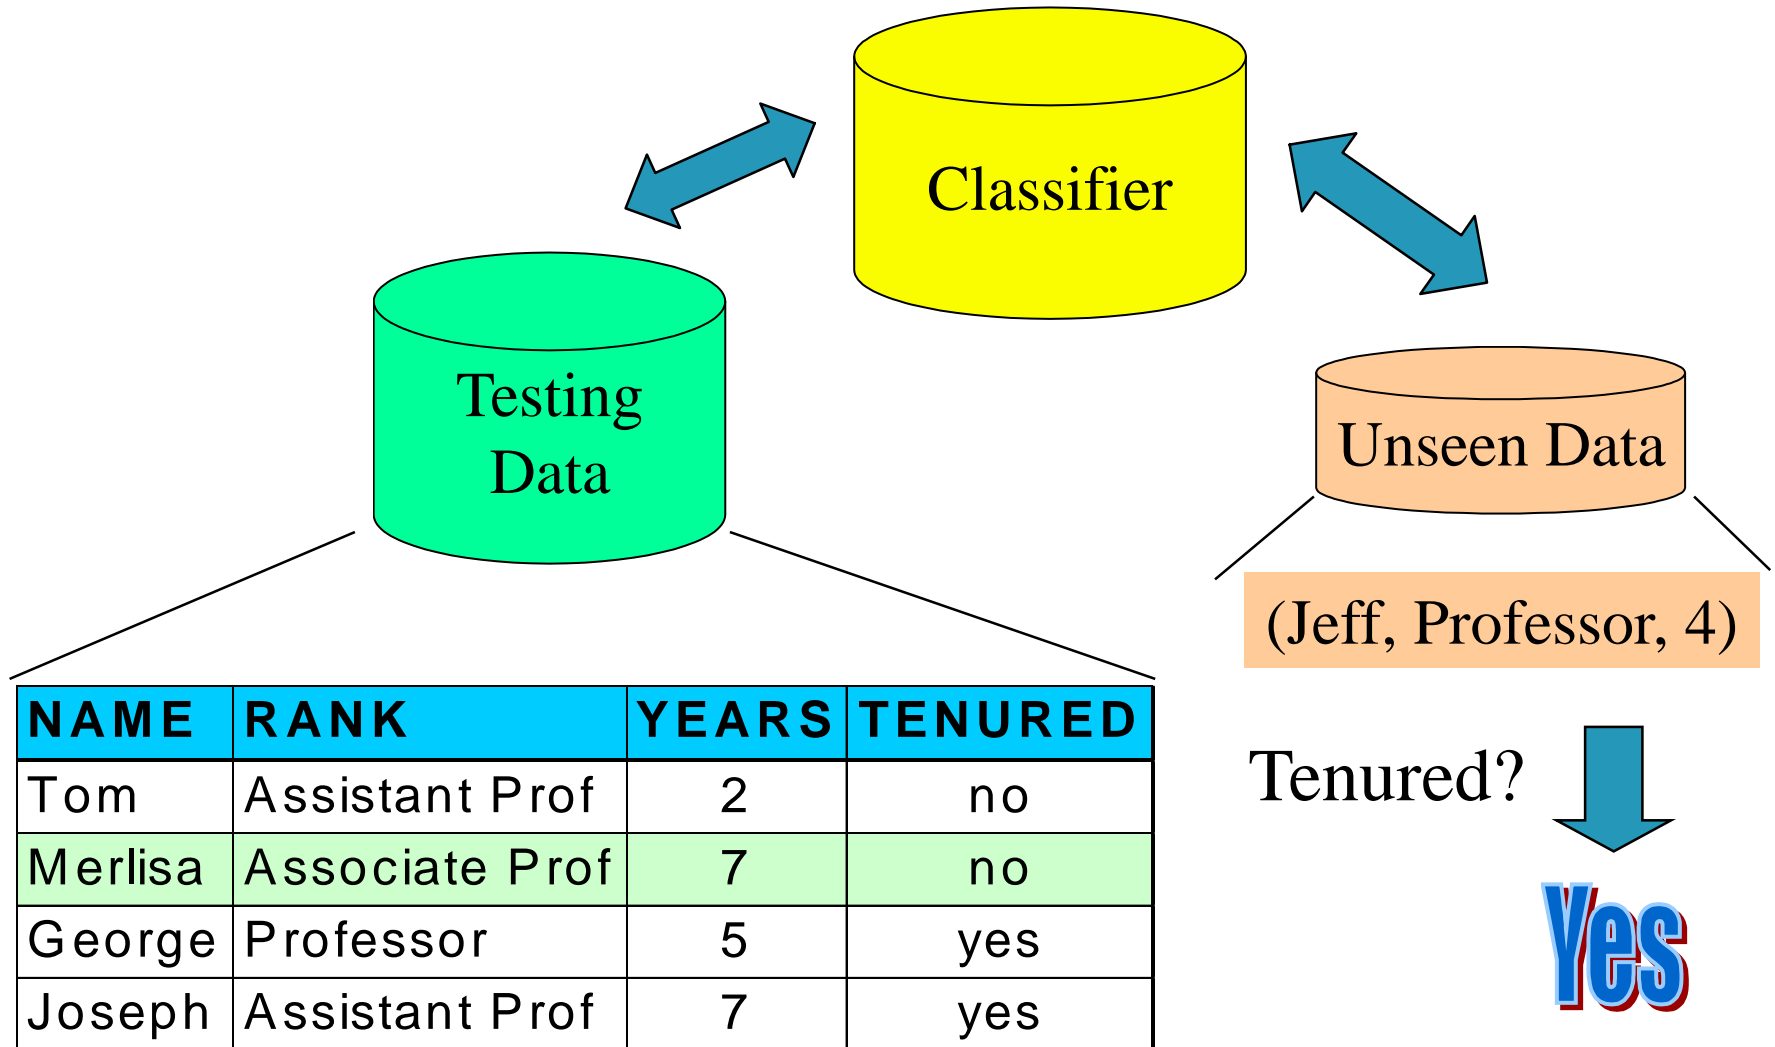 Classifier
Testing
Data
Unseen Data
(Jeff, Professor, 4)
NAME RANK YEARS TENURED
Tom Assistant Prof 2 no
Merlisa Associate Prof 7 no
George Professor 5 yes
Joseph Assistant Prof 7 yes
Tenured?
Yes